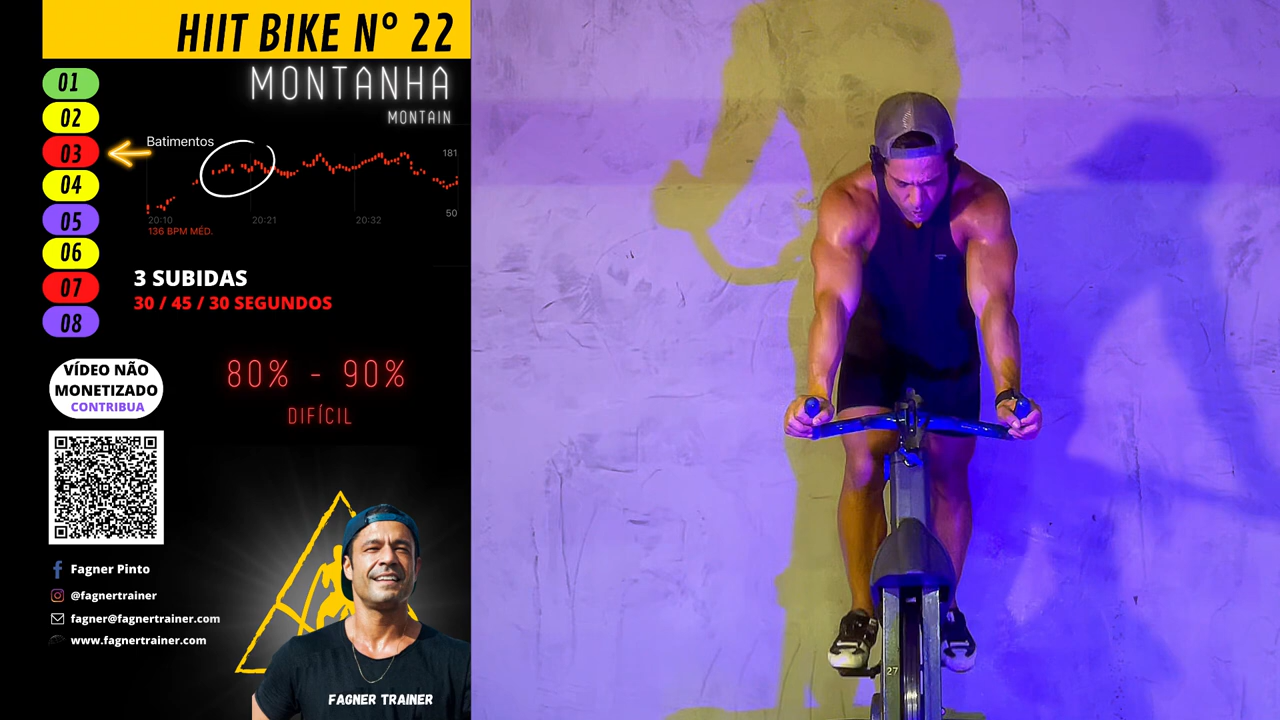 HIIT BIKE Nº 22
MONTANHA
MONTAIN
01
02
03
04
05
06
07
08
Batimentos
181
50
20:10
20:21
20:32
136 BPM MÉD.
3 SUBIDAS
30 / 45 / 30 SEGUNDOS
80% - 90%
DIFÍCIL
VÍDEO NÃO
MONETIZADO
CONTRIBUA
Fagner Pinto
@fagnertrainer
fagner@fagnertrainer.com
www.fagnertrainer.com
FAGNER TRAINER
27